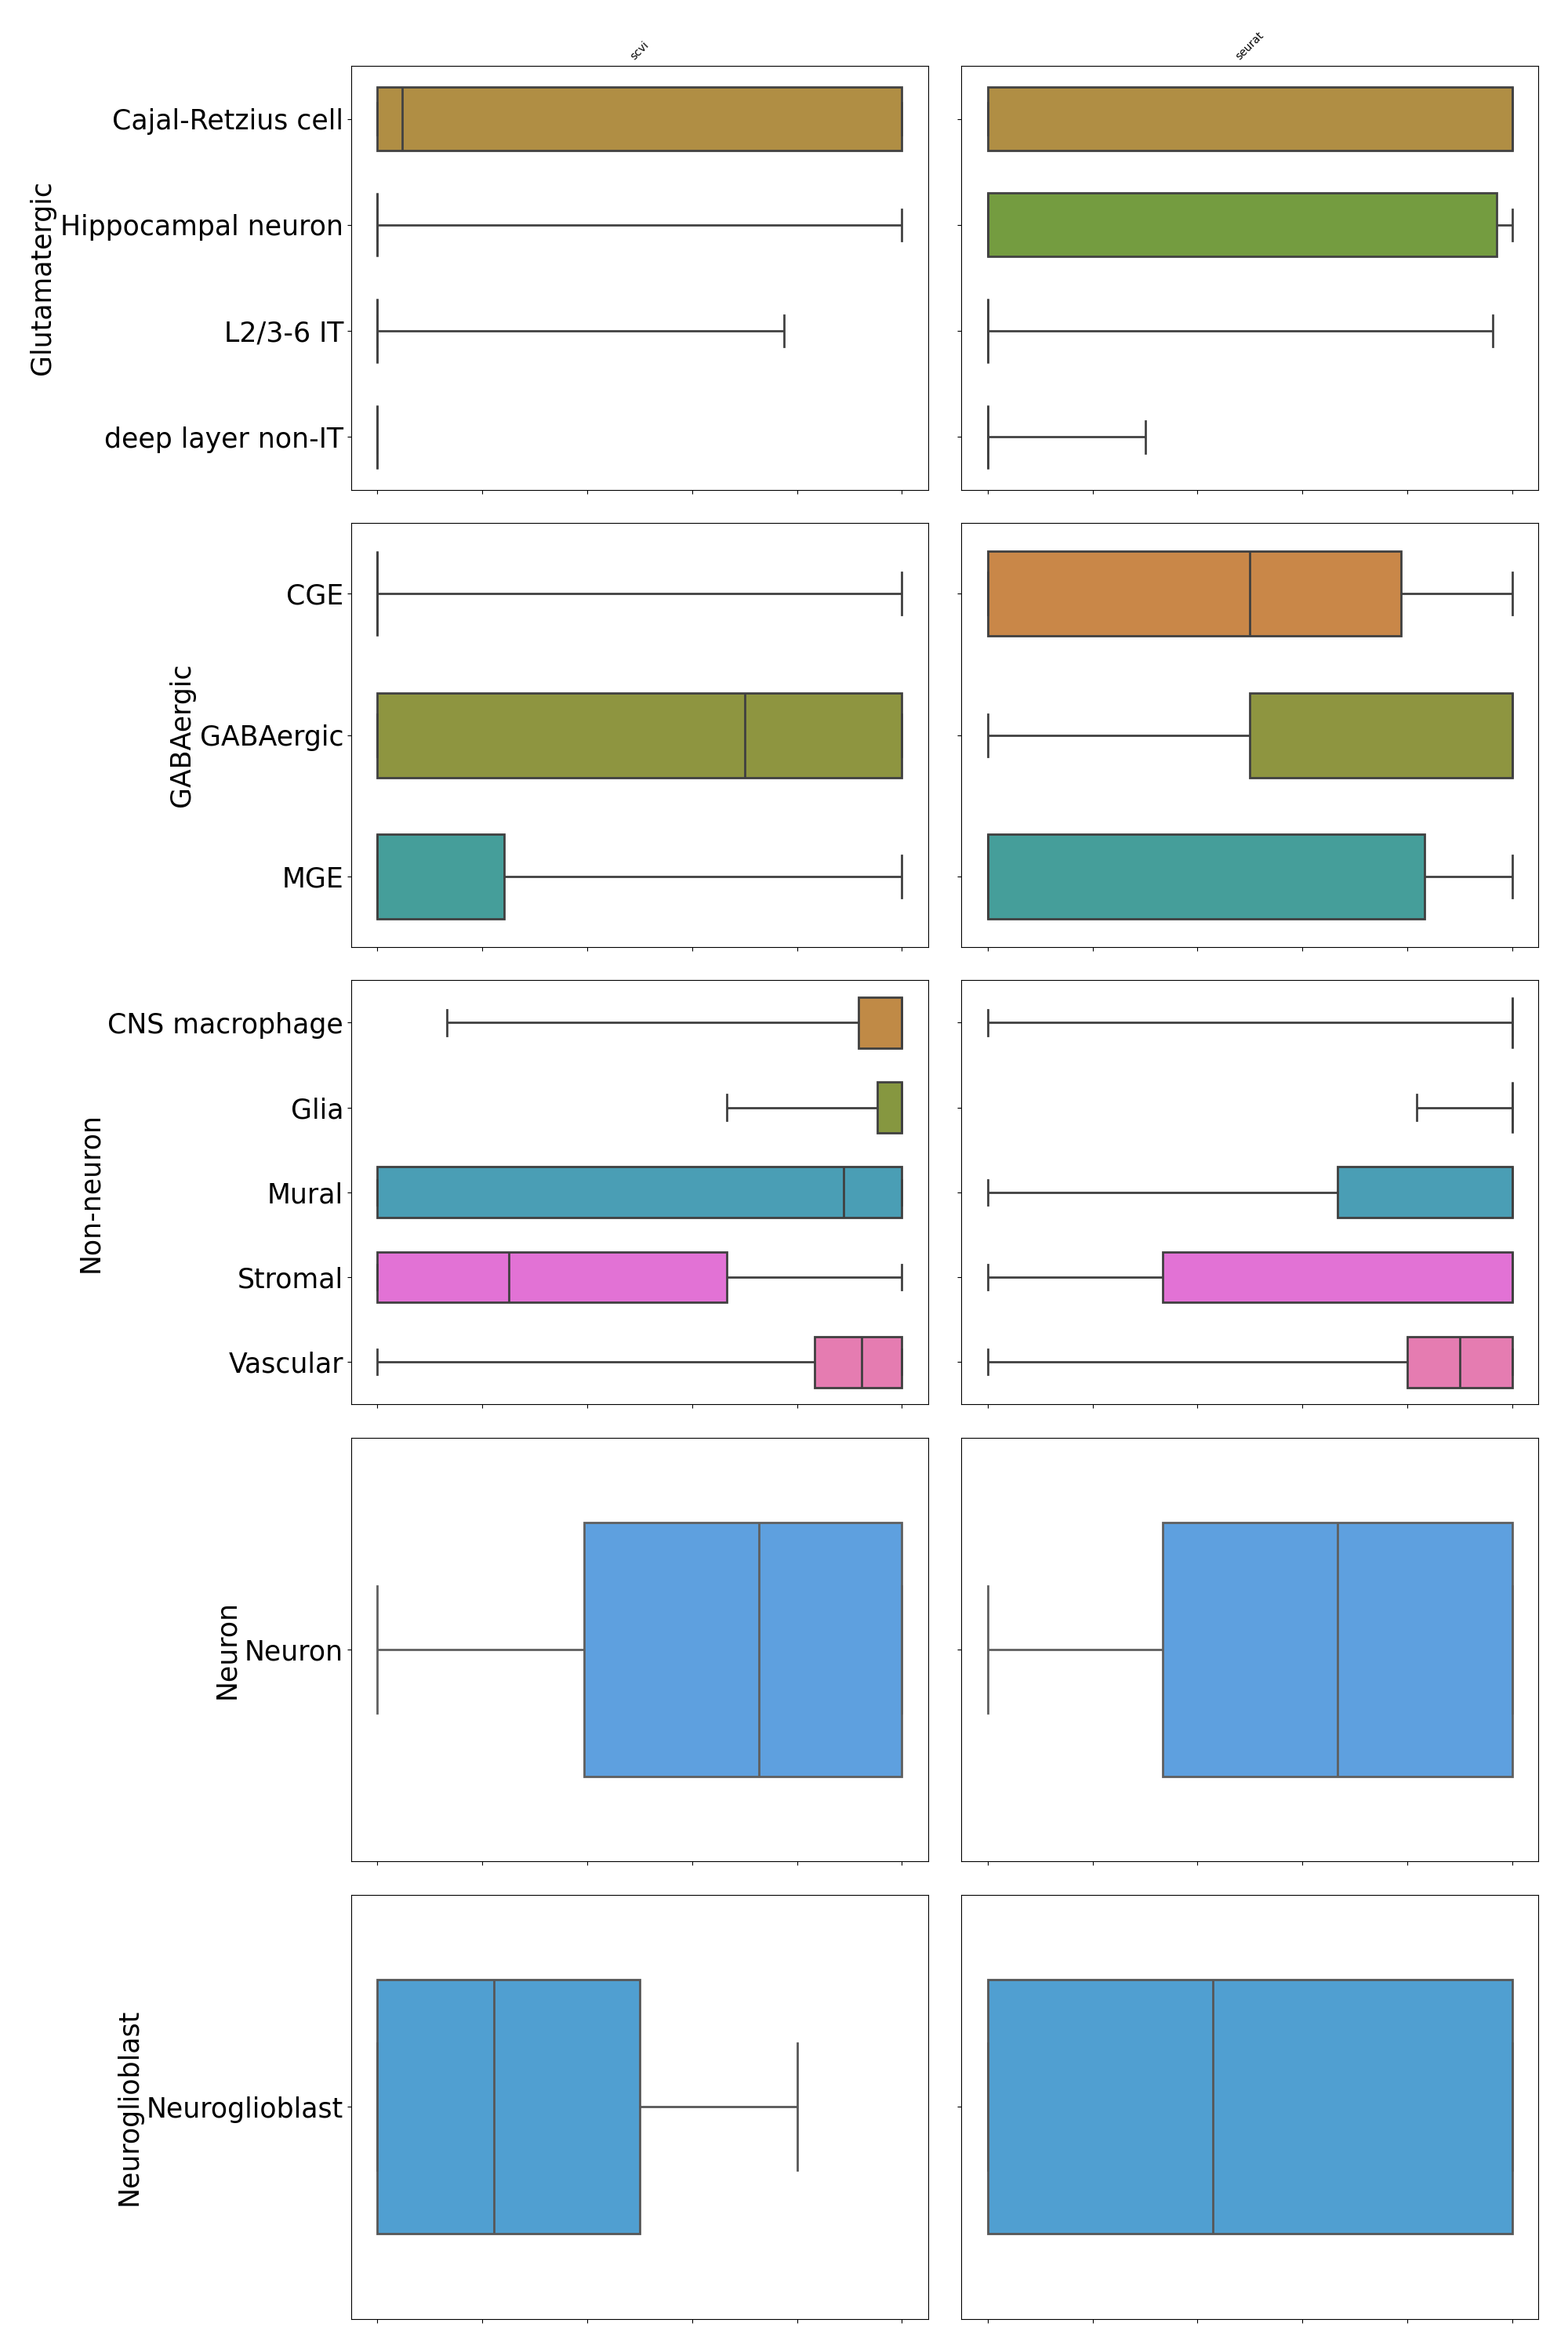 scvi
seurat
Glutamatergic
Cajal-Retzius cell
Hippocampal neuron
L2/3-6 IT
deep layer non-IT
GABAergic
CGE
GABAergic
MGE
Non-neuron
CNS macrophage
Glia
Mural
Stromal
Vascular
Neuron
Neuron
Neuroglioblast
Neuroglioblast